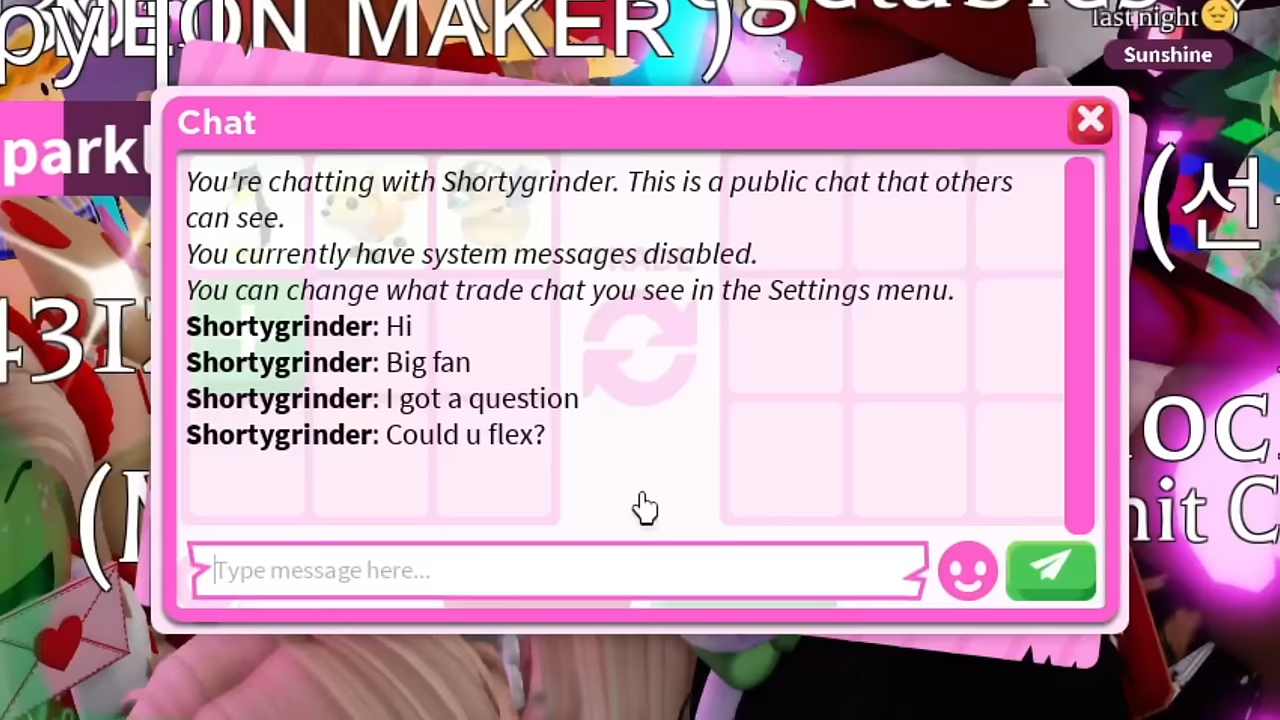 NEON MAKER )
last night😔)
Sunshine
Chat
You're chatting with Shortygrinder. This is a public chat that others
can see.
You currently have system messages disabled.
You can change what trade chat you see in the Settings menu.
Shortygrinder: Hi
Shortygrinder: Big fan
Shortygrinder: I got a question
Shortygrinder: Could u flex?
Type message here...
(선